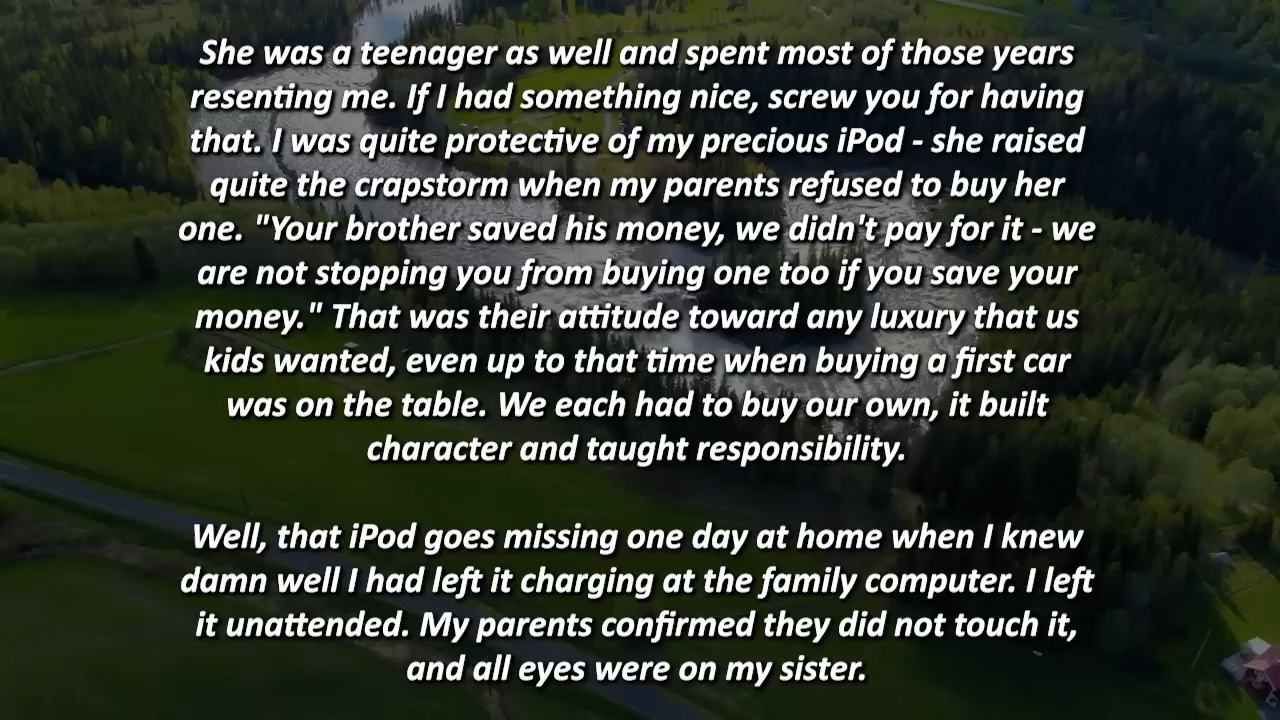 She was a teenager as well and spent most of those years
resenting me. If I had something nice, screw you for having
that. I was quite protective of my precious iPod - she raised
quite the crapstorm when my parents refused to buy her
one. "Your brother saved his money, we didn't pay for it - we
are not stopping you from buying one too if you save your
money." That was their attitude toward any luxury that us
kids wanted, even up to that time when buying a first car
was on the table. We each had to buy our own, it built
character and taught responsibility.
Well, that iPod goes missing one day at home when I knew
damn well I had left it charging at the family computer. I left
it unattended. My parents confirmed they did not touch it,
and all eyes were on my sister.